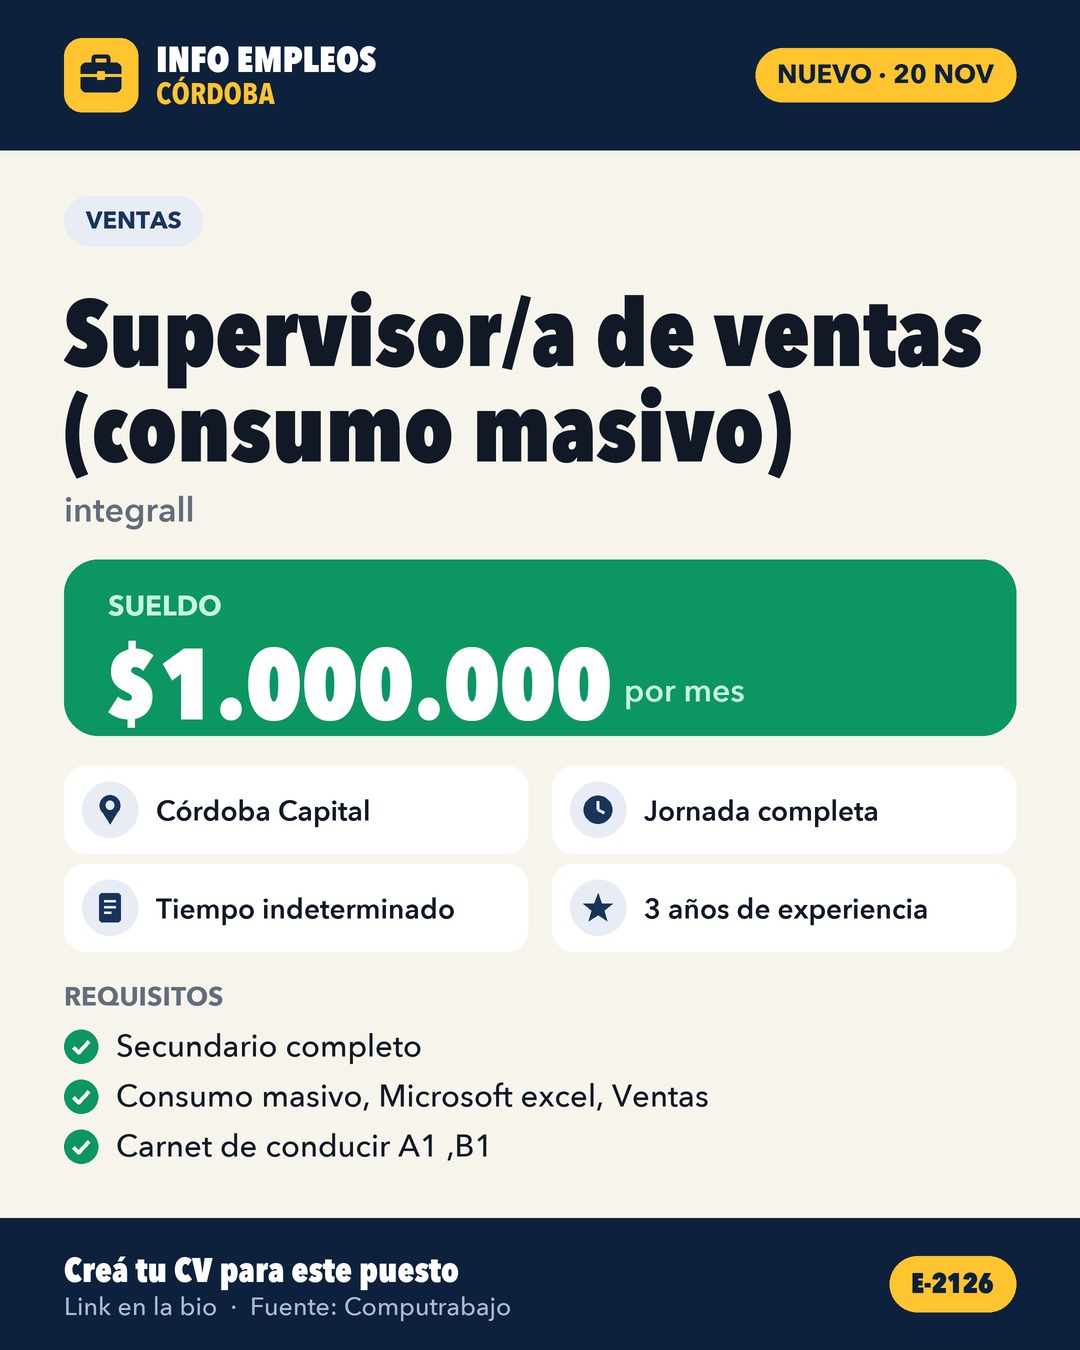 INFO EMPLEOS
CÓRDOBA
NUEVO · 20 NOV
VENTAS
Supervisor/a de ventas
(consumo masivo)
integrall
SUELDO
$1.000.000 por mes
Córdoba Capital
Jornada completa
Tiempo indeterminado
3 años de experiencia
REQUISITOS
Secundario completo
Consumo masivo, Microsoft excel, Ventas
Carnet de conducir A1 ,B1
Creá tu CV para este puesto
Link en la bio · Fuente: Computrabajo
E-2126